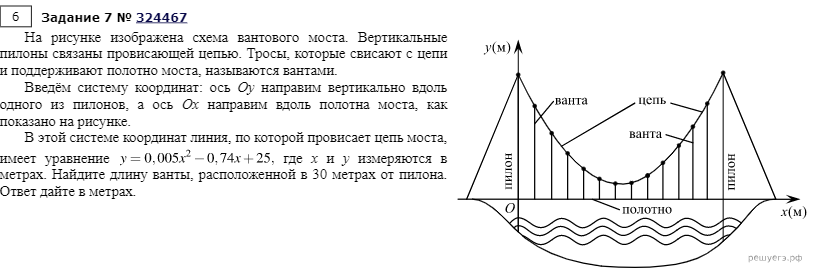 6 Задание 7 № 324467
На рисунке изображена схема вантового моста. Вертикальные
пилоны связаны провисающей цепью. Тросы, которые свисают с цепи
и поддерживают полотно моста, называются вантами.
Введём систему координат: ось Oy направим вертикально вдоль
одного из пилонов, а ось Ox направим вдоль полотна моста, как
показано на рисунке.
В этой системе координат линия, по которой провисает цепь моста,
имеет уравнение y = 0,005x² − 0,74x + 25, где x и y измеряются в
метрах. Найдите длину ванты, расположенной в 30 метрах от пилона.
Ответ дайте в метрах.
y(м)
ванта
цепь
ванта
пилон
пилон
O
полотно
x(м)
решуегэ.рф